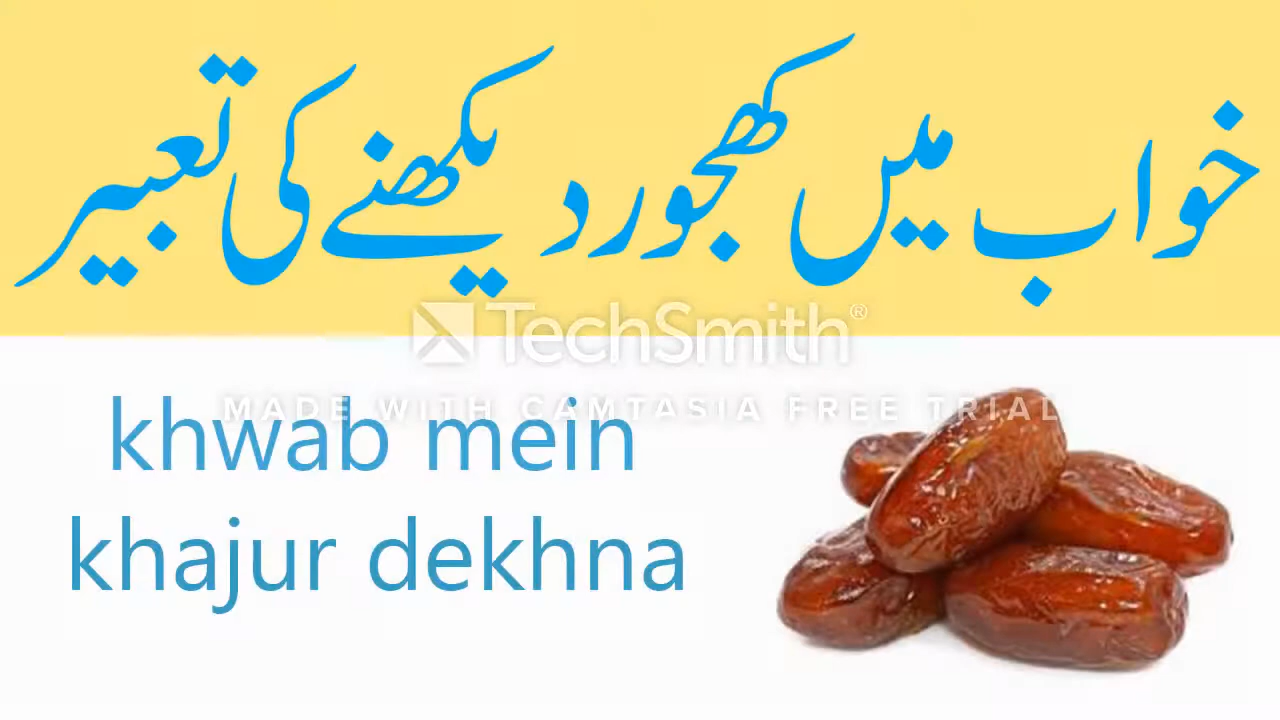 خواب میں کھجور دیکھنے کی تعبیر
TechSmith®
MADE WITH CAMTASIA FREE TRIAL
khwab mein
khajur dekhna